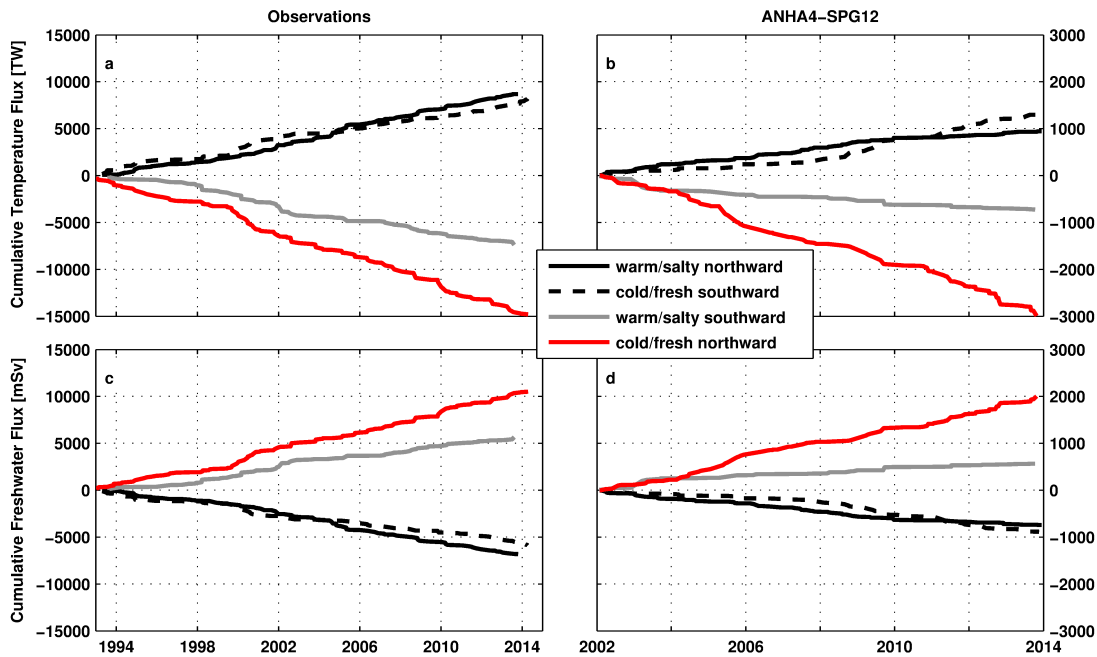 Observations
ANHA4−SPG12
Cumulative Temperature Flux [TW]
15000
10000
5000
0
−5000
−10000
−15000
a
b
3000
2000
1000
0
−1000
−2000
−3000
warm/salty northward
cold/fresh southward
warm/salty southward
cold/fresh northward
Cumulative Freshwater Flux [mSv]
15000
10000
5000
0
−5000
−10000
−15000
c
d
3000
2000
1000
0
−1000
−2000
−3000
1994 1998 2002 2006 2010 2014
2002 2006 2010 2014